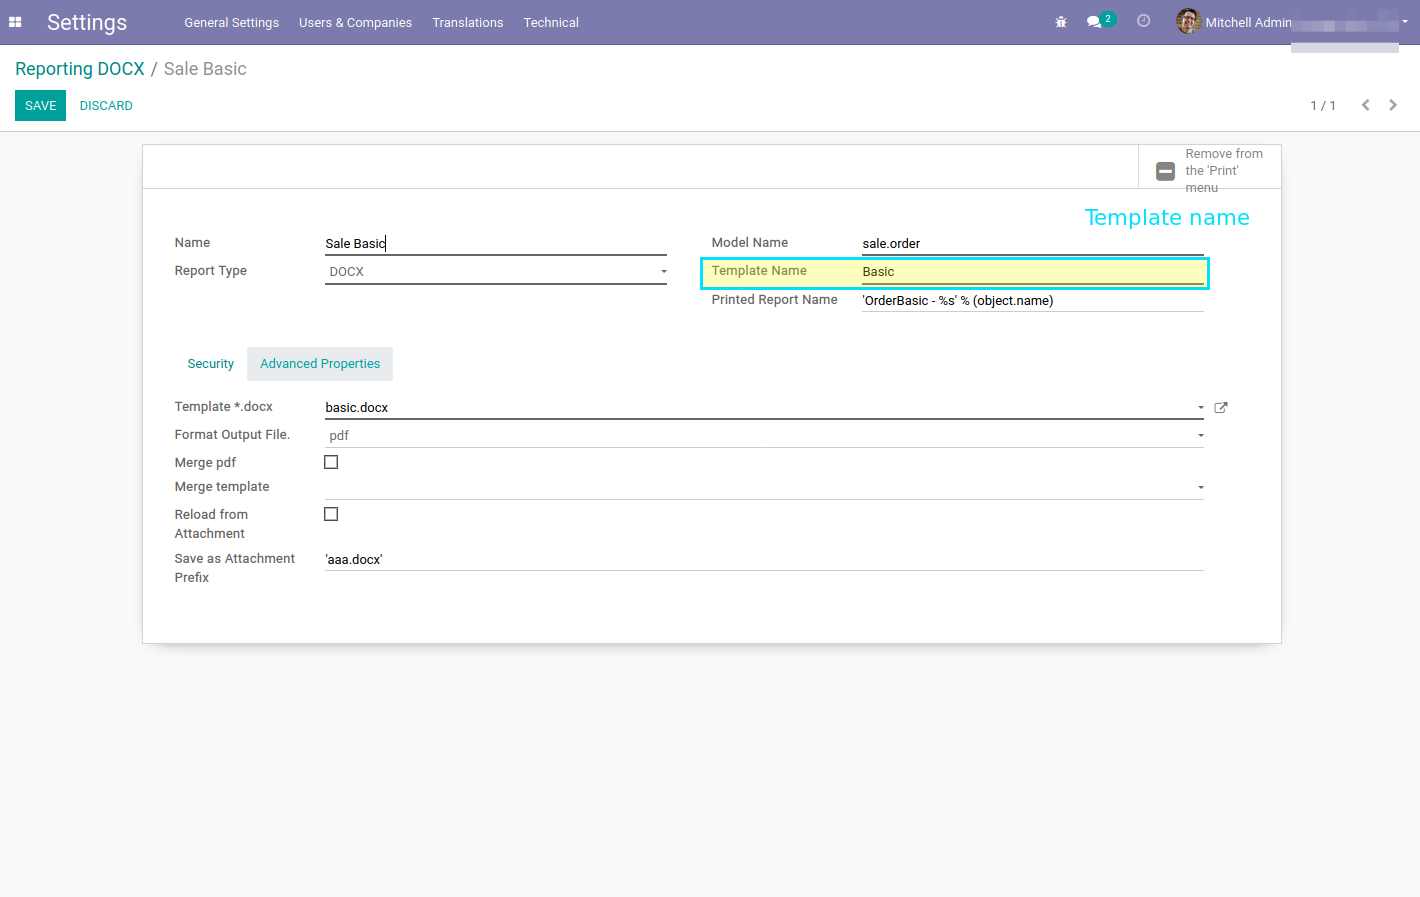 Settings General Settings Users & Companies Translations Technical 2 Mitchell Admin
Reporting DOCX / Sale Basic
SAVE DISCARD 1 / 1
Remove from
the 'Print'
menu
Template name
Name Sale Basic Model Name sale.order
Report Type DOCX Template Name Basic
Printed Report Name 'OrderBasic - %s' % (object.name)
Security Advanced Properties
Template *.docx basic.docx
Format Output File. pdf
Merge pdf
Merge template
Reload from
Attachment
Save as Attachment 'aaa.docx'
Prefix